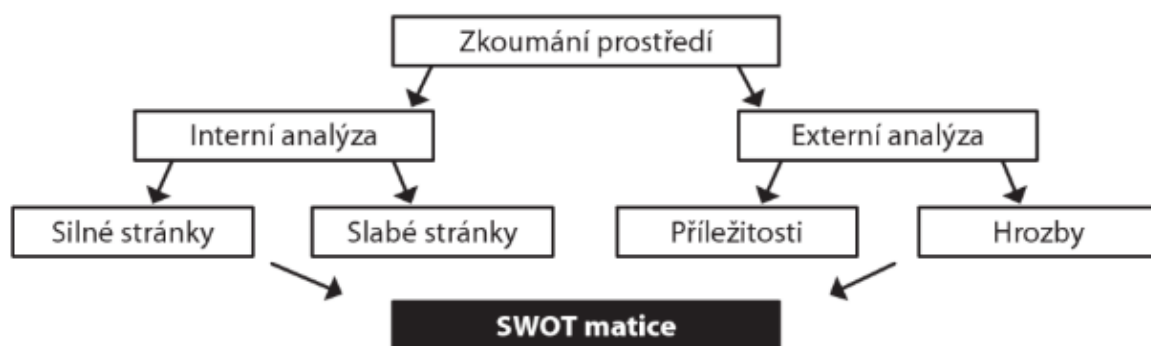 Zkoumání prostředí
Interní analýza
Externí analýza
Silné stránky
Slabé stránky
Příležitosti
Hrozby
SWOT matice